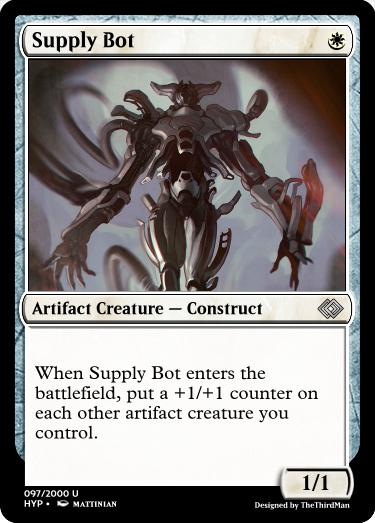 Supply Bot
Artifact Creature — Construct
When Supply Bot enters the
battlefield, put a +1/+1 counter on
each other artifact creature you
control.
1/1
097/2000 U
HYP • MATTINIAN
Designed by TheThirdMan